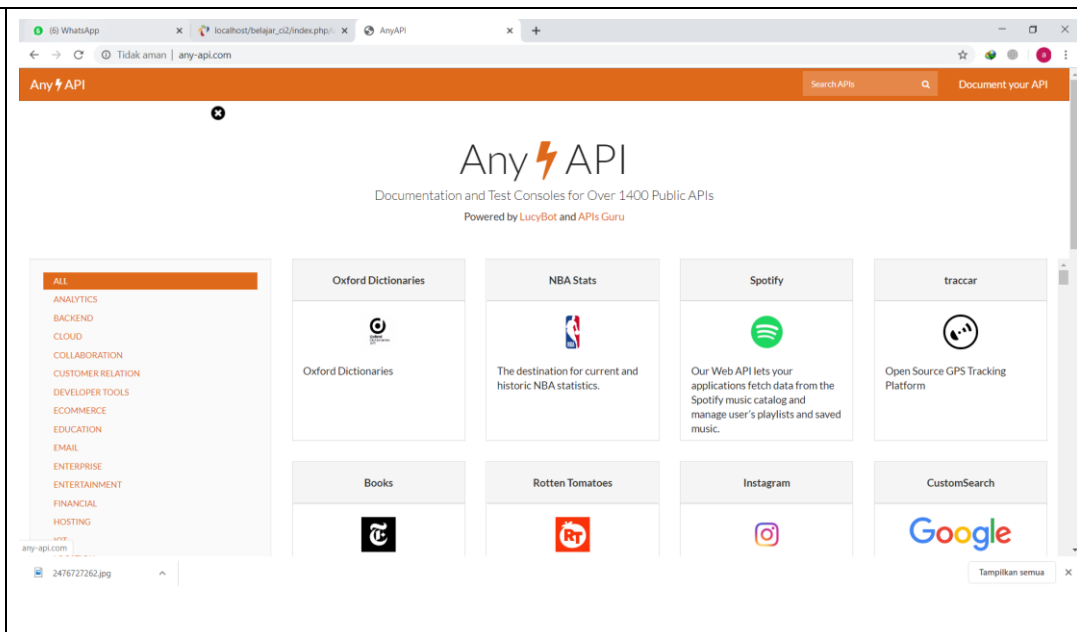 (6) WhatsApp
localhost/belajar_ci2/index.php/
AnyAPI
Tidak aman | any-api.com
a
Any API
Search APIs
Document your API
Any API
Documentation and Test Consoles for Over 1400 Public APIs
Powered by LucyBot and APIs Guru
ALL
ANALYTICS
BACKEND
CLOUD
COLLABORATION
CUSTOMER RELATION
DEVELOPER TOOLS
ECOMMERCE
EDUCATION
EMAIL
ENTERPRISE
ENTERTAINMENT
FINANCIAL
HOSTING
Oxford Dictionaries
Oxford Dictionaries
NBA Stats
The destination for current and
historic NBA statistics.
Spotify
Our Web API lets your
applications fetch data from the
Spotify music catalog and
manage user's playlists and saved
music.
traccar
Open Source GPS Tracking
Platform
Books
Rotten Tomatoes
RT
Instagram
CustomSearch
Google
any-api.com
2476727262.jpg
Tampilkan semua